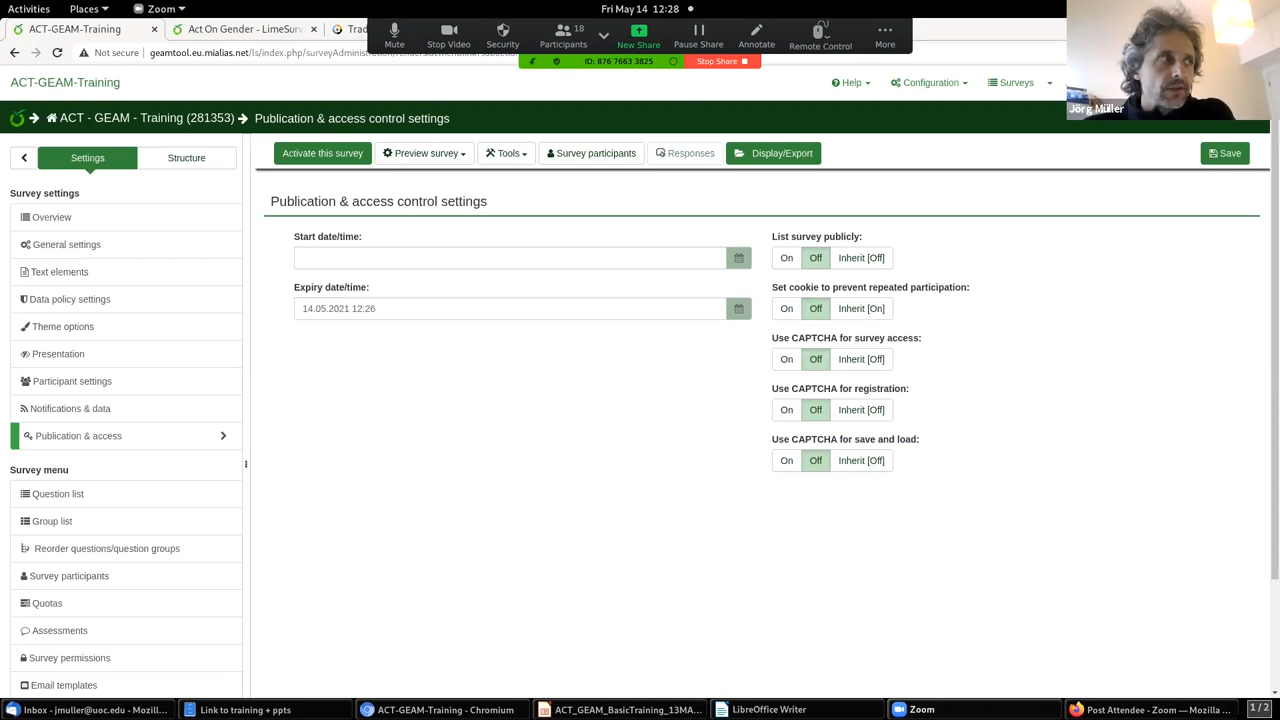 Activities Places Zoom Fri May 14 12:28
ACT-GEAM-Training × Act On Gender - LimeSurv × Trad
Mute Stop Video Security Participants 18 New Share Pause Share Annotate Remote Control More
Not secure geamtool.eu.mialias.net/ls/index.php/surveyAdministration
ID: 876 7663 3825 Stop Share
Jörg Müller
ACT-GEAM-Training Help Configuration Surveys
ACT - GEAM - Training (281353) Publication & access control settings
Settings Structure
Activate this survey Preview survey Tools Survey participants Responses Display/Export Save
Survey settings
Overview
General settings
Text elements
Data policy settings
Theme options
Presentation
Participant settings
Notifications & data
Publication & access
Survey menu
Question list
Group list
Reorder questions/question groups
Survey participants
Quotas
Assessments
Survey permissions
Email templates
Publication & access control settings
Start date/time:
Expiry date/time:
14.05.2021 12:26
List survey publicly:
On Off Inherit [Off]
Set cookie to prevent repeated participation:
On Off Inherit [On]
Use CAPTCHA for survey access:
On Off Inherit [Off]
Use CAPTCHA for registration:
On Off Inherit [Off]
Use CAPTCHA for save and load:
On Off Inherit [Off]
Inbox - jmuller@uoc.edu - Mozill... Link to training + ppts ACT-GEAM-Training - Chromium ACT_GEAM_BasicTraining_13MA... LibreOffice Writer Zoom Post Attendee - Zoom — Mozilla ... 1 / 2